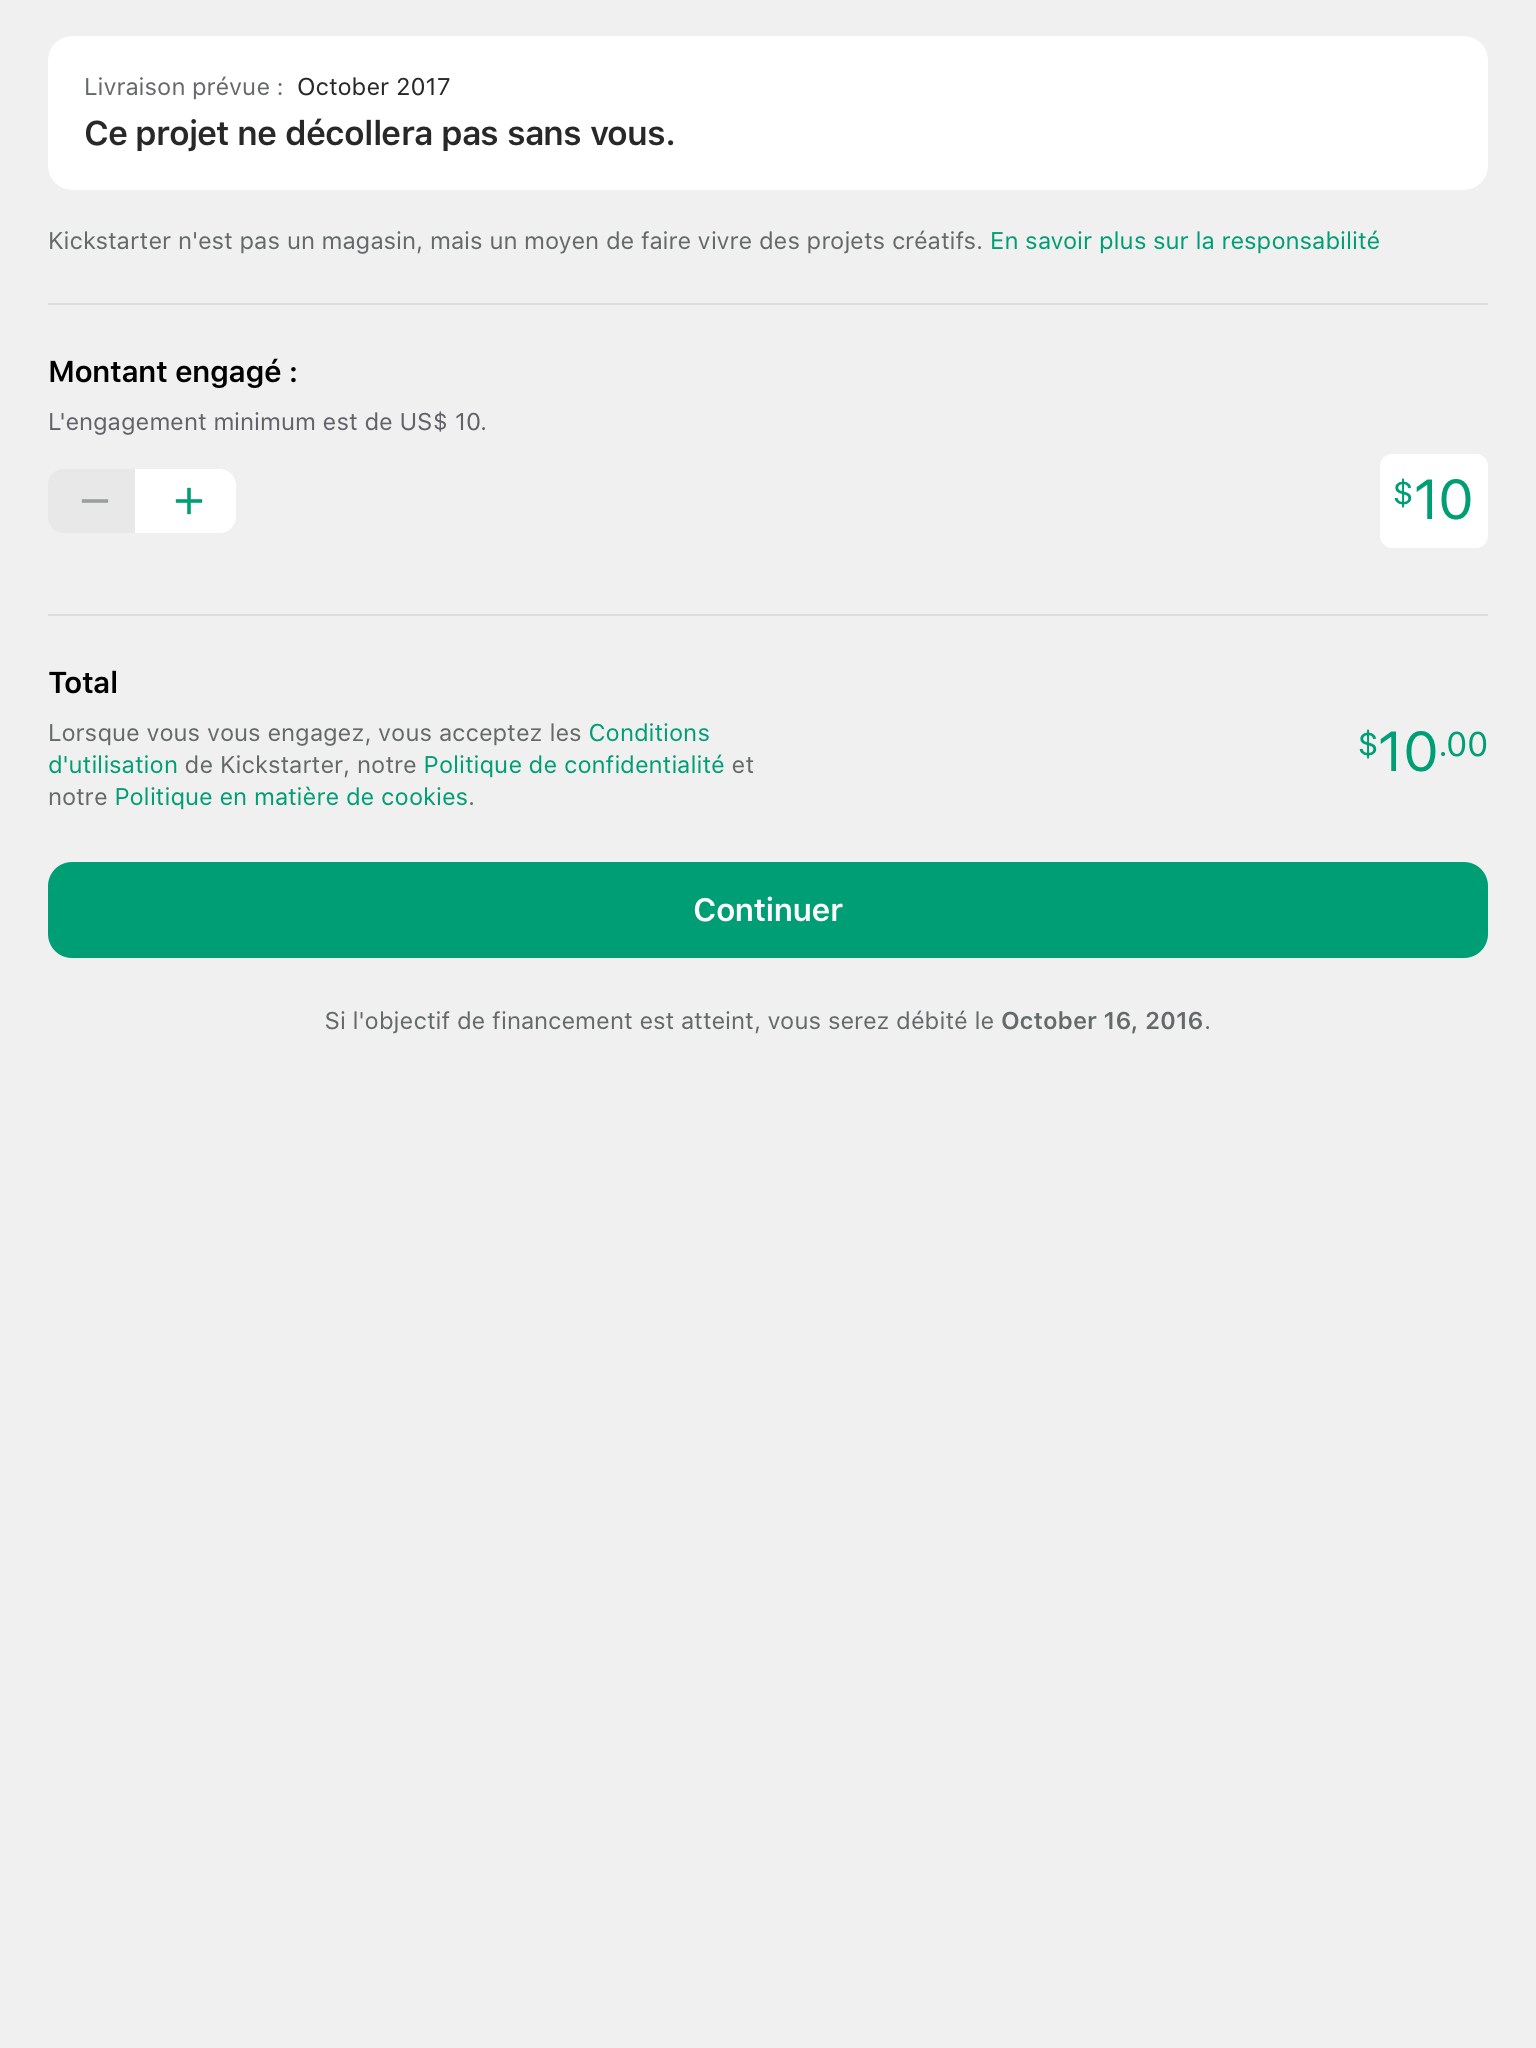 Livraison prévue : October 2017
Ce projet ne décollera pas sans vous.
Kickstarter n'est pas un magasin, mais un moyen de faire vivre des projets créatifs. En savoir plus sur la responsabilité
Montant engagé :
L'engagement minimum est de US$ 10.
$10
Total
Lorsque vous vous engagez, vous acceptez les Conditions
d'utilisation de Kickstarter, notre Politique de confidentialité et
notre Politique en matière de cookies.
$10.00
Continuer
Si l'objectif de financement est atteint, vous serez débité le October 16, 2016.